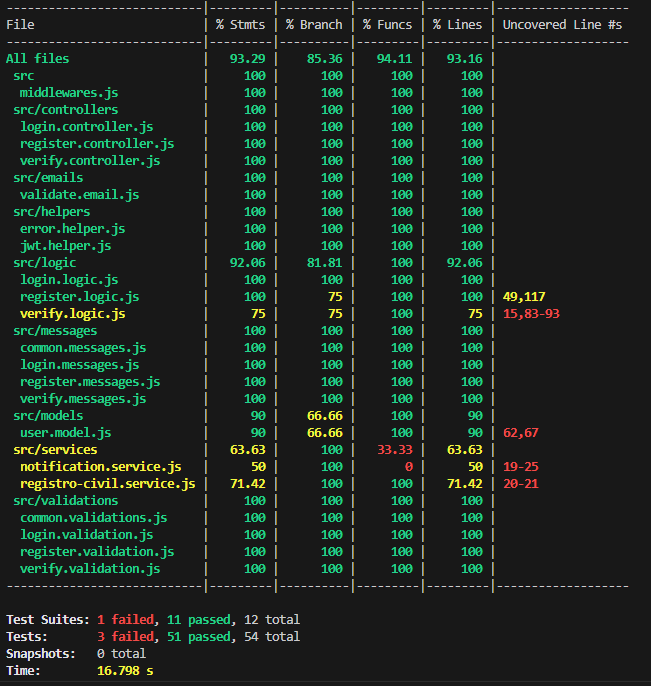 ----------------------------|---------|----------|---------|---------|-------------------
File                        | % Stmts | % Branch | % Funcs | % Lines | Uncovered Line #s
----------------------------|---------|----------|---------|---------|-------------------
All files                   |   93.29 |    85.36 |   94.11 |   93.16 |
 src                        |     100 |      100 |     100 |     100 |
  middlewares.js            |     100 |      100 |     100 |     100 |
 src/controllers            |     100 |      100 |     100 |     100 |
  login.controller.js       |     100 |      100 |     100 |     100 |
  register.controller.js    |     100 |      100 |     100 |     100 |
  verify.controller.js      |     100 |      100 |     100 |     100 |
 src/emails                 |     100 |      100 |     100 |     100 |
  validate.email.js         |     100 |      100 |     100 |     100 |
 src/helpers                |     100 |      100 |     100 |     100 |
  error.helper.js           |     100 |      100 |     100 |     100 |
  jwt.helper.js             |     100 |      100 |     100 |     100 |
 src/logic                  |   92.06 |    81.81 |     100 |   92.06 |
  login.logic.js            |     100 |      100 |     100 |     100 |
  register.logic.js         |     100 |       75 |     100 |     100 | 49,117
  verify.logic.js           |      75 |       75 |     100 |      75 | 15,83-93
 src/messages               |     100 |      100 |     100 |     100 |
  common.messages.js        |     100 |      100 |     100 |     100 |
  login.messages.js         |     100 |      100 |     100 |     100 |
  register.messages.js      |     100 |      100 |     100 |     100 |
  verify.messages.js        |     100 |      100 |     100 |     100 |
 src/models                 |      90 |    66.66 |     100 |      90 |
  user.model.js             |      90 |    66.66 |     100 |      90 | 62,67
 src/services               |   63.63 |      100 |   33.33 |   63.63 |
  notification.service.js   |      50 |      100 |       0 |      50 | 19-25
  registro-civil.service.js |   71.42 |      100 |     100 |   71.42 | 20-21
 src/validations            |     100 |      100 |     100 |     100 |
  common.validations.js     |     100 |      100 |     100 |     100 |
  login.validation.js       |     100 |      100 |     100 |     100 |
  register.validation.js    |     100 |      100 |     100 |     100 |
  verify.validation.js      |     100 |      100 |     100 |     100 |
----------------------------|---------|----------|---------|---------|-------------------
Test Suites: 1 failed, 11 passed, 12 total
Tests:       3 failed, 51 passed, 54 total
Snapshots:   0 total
Time:        16.798 s